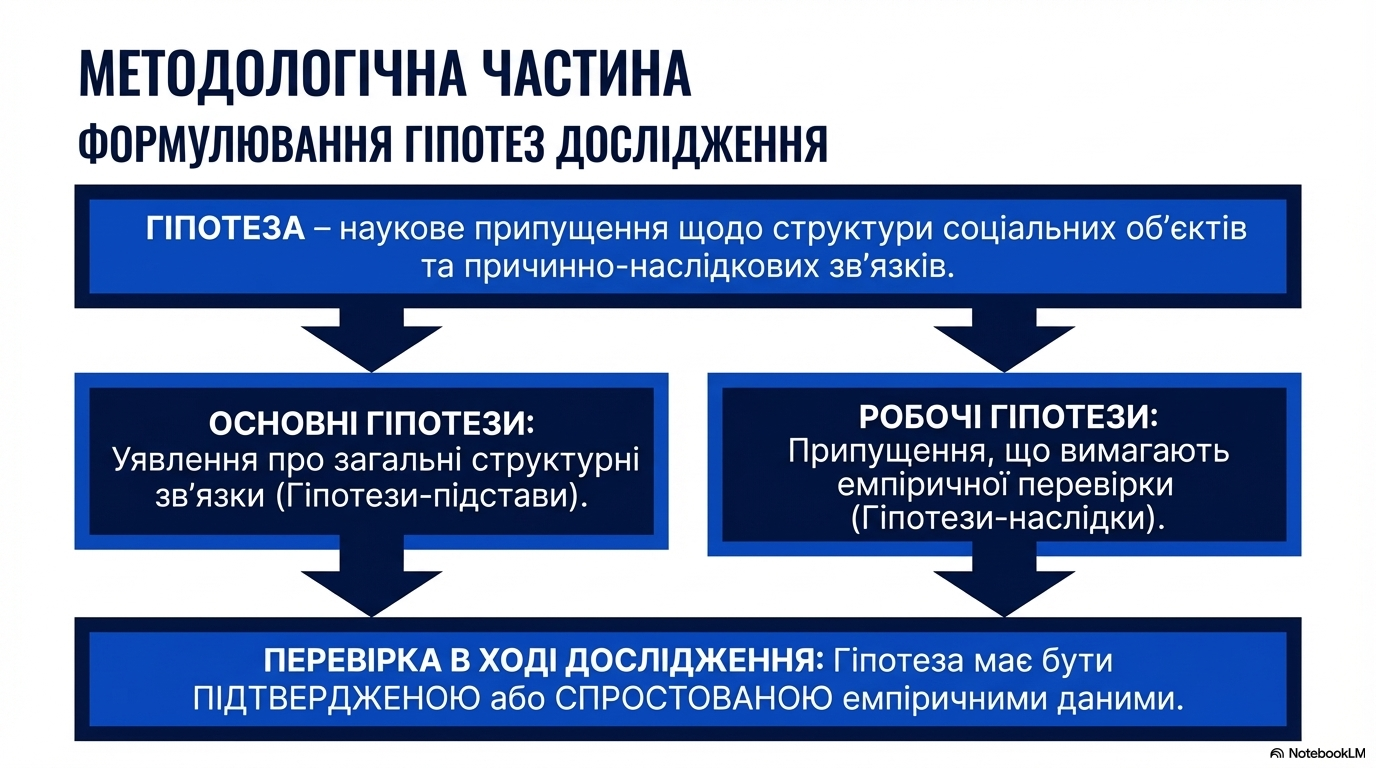 МЕТОДОЛОГІЧНА ЧАСТИНА
ФОРМУЛЮВАННЯ ГІПОТЕЗ ДОСЛІДЖЕННЯ
ГІПОТЕЗА – наукове припущення щодо структури соціальних об’єктів
та причинно-наслідкових зв’язків.
ОСНОВНІ ГІПОТЕЗИ:
Уявлення про загальні структурні
зв’язки (Гіпотези-підстави).
РОБОЧІ ГІПОТЕЗИ:
Припущення, що вимагають
емпіричної перевірки
(Гіпотези-наслідки).
ПЕРЕВІРКА В ХОДІ ДОСЛІДЖЕННЯ: Гіпотеза має бути
ПІДТВЕРДЖЕНОЮ або СПРОСТОВАНОЮ емпіричними даними.
NotebookLM